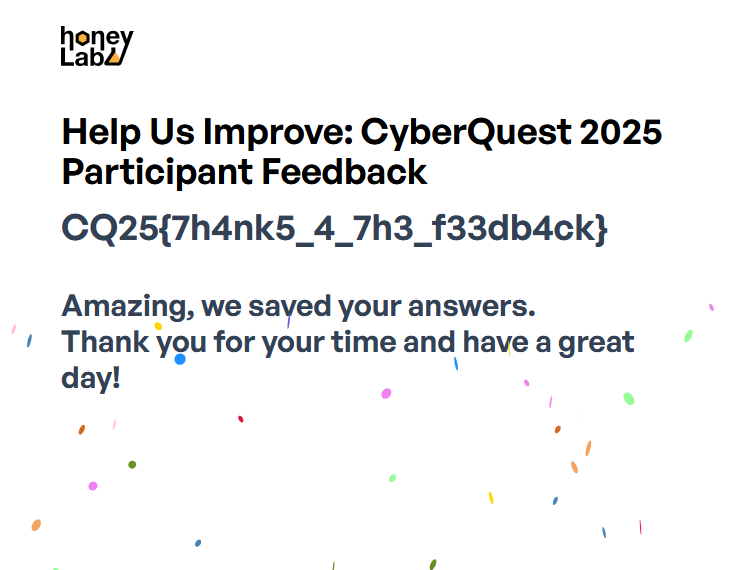 honey
Lab
Help Us Improve: CyberQuest 2025
Participant Feedback
CQ25{7h4nk5_4_7h3_f33db4ck}
Amazing, we saved your answers.
Thank you for your time and have a great
day!